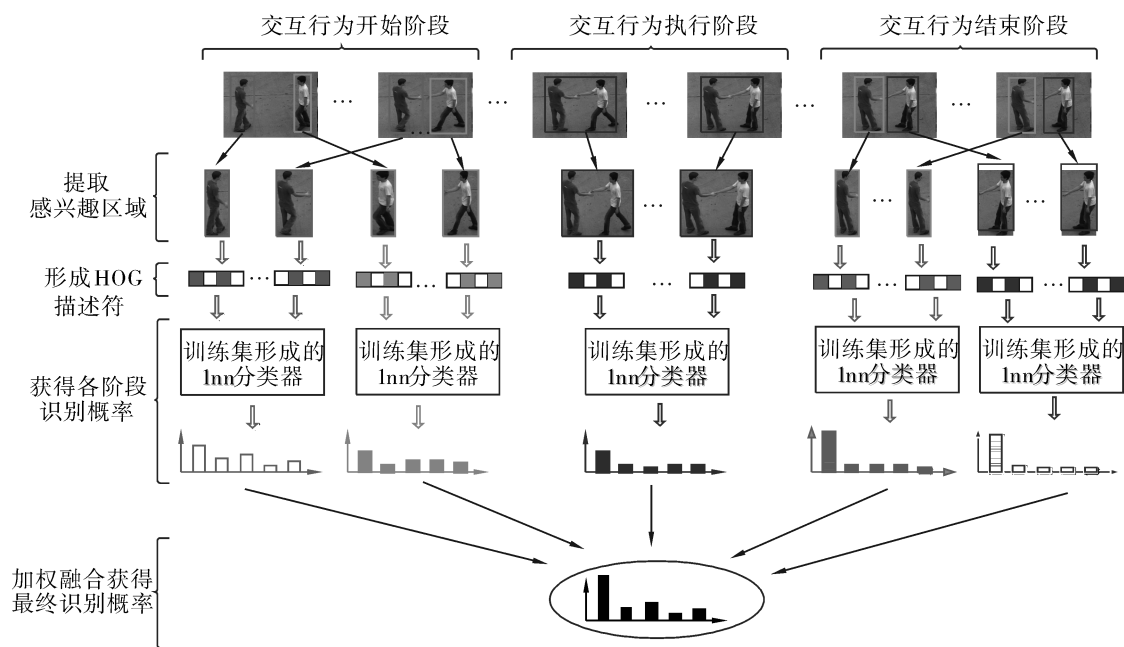 交互行为开始阶段
交互行为执行阶段
交互行为结束阶段
提取
感兴趣区域
形成HOG
描述符
训练集形成的
1nn分类器
训练集形成的
1nn分类器
训练集形成的
1nn分类器
训练集形成的
1nn分类器
训练集形成的
1nn分类器
获得各阶段
识别概率
加权融合获得
最终识别概率